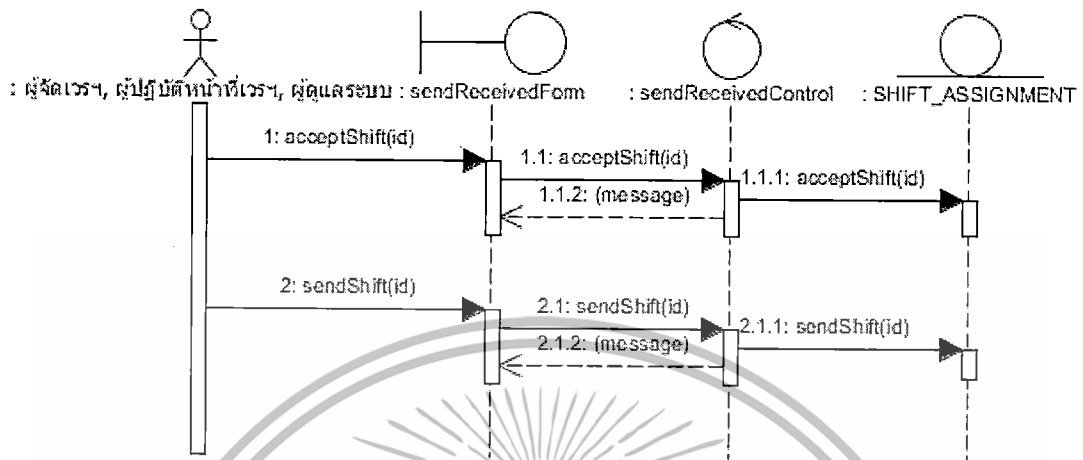 : ผู้จัดเวรฯ, ผู้ปฏิบัติหน้าที่เวรฯ, ผู้ดูแลระบบ : sendReceivedForm : sendReceivedControl : SHIFT_ASSIGNMENT
1: acceptShift(id)
1.1: acceptShift(id)
1.1.1: acceptShift(id)
1.1.2: (message)
2: sendShift(id)
2.1: sendShift(id)
2.1.1: sendShift(id)
2.1.2: (message)